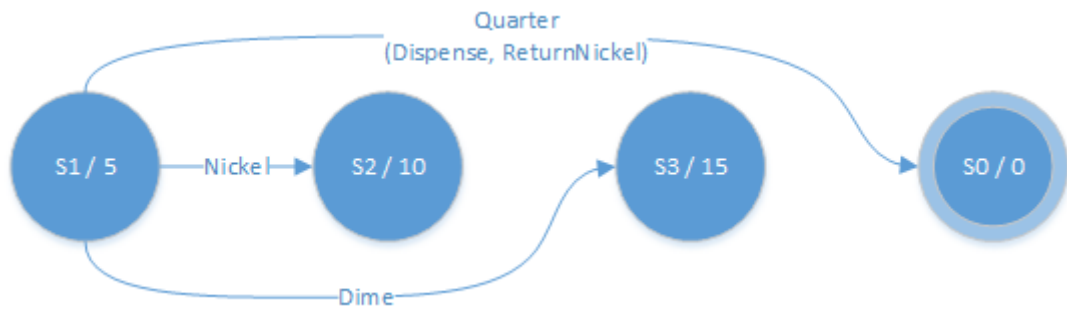 Quarter
(Dispense, ReturnNickel)
S1 / 5
Nickel
S2 / 10
S3 / 15
S0 / 0
Dime